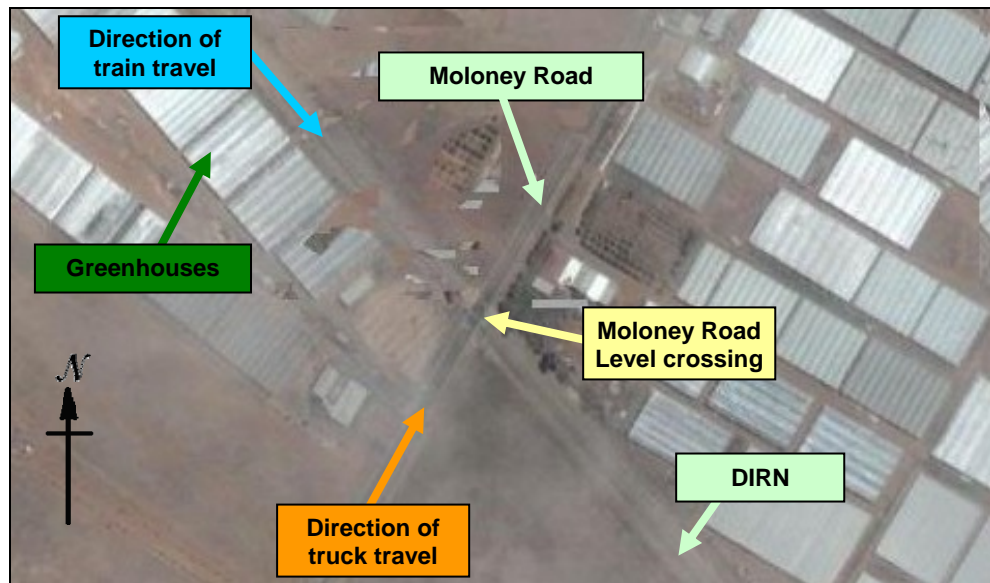 Direction of
train travel
Moloney Road
Greenhouses
Moloney Road
Level crossing
N
DIRN
Direction of
truck travel